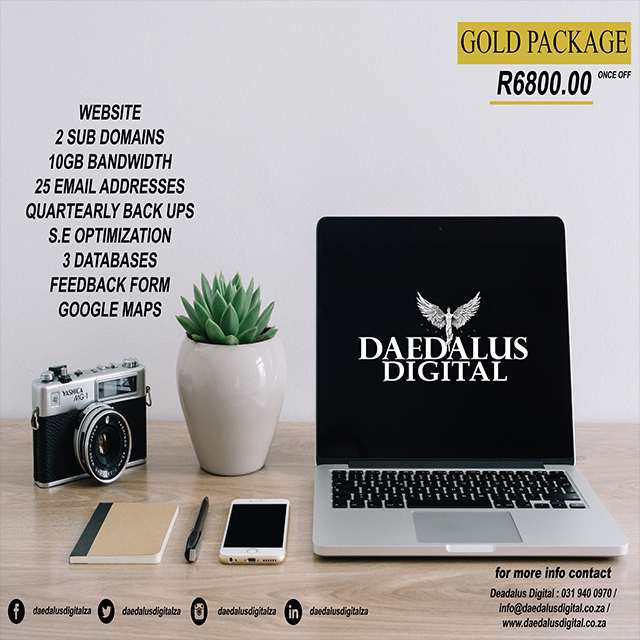 GOLD PACKAGE
R6800.00 ONCE OFF
WEBSITE
2 SUB DOMAINS
10GB BANDWIDTH
25 EMAIL ADDRESSES
QUARTEARLY BACK UPS
S.E OPTIMIZATION
3 DATABASES
FEEDBACK FORM
GOOGLE MAPS
DAEDALUS
DIGITAL
YASHICA
MG-1
for more info contact
Deadalus Digital : 031 940 0970 /
info@daedalusdigital.co.za /
www.daedalusdigital.co.za
daedalusdigitalza daedalusdigitalza daedalusdigitalza daedalusdigitalza